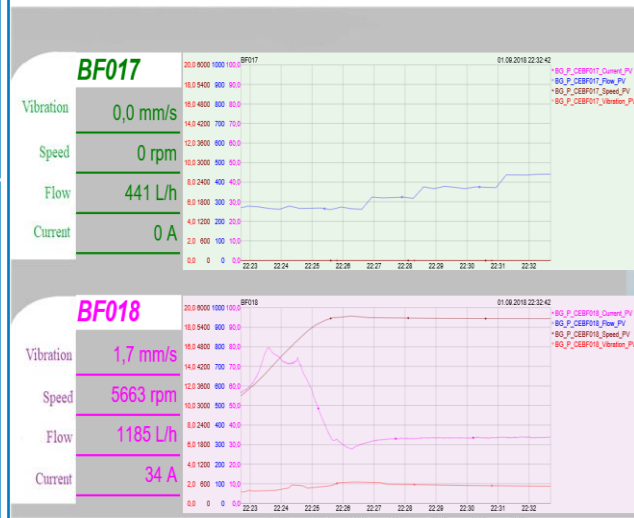 BF017
Vibration 0,0 mm/s
Speed 0 rpm
Flow 441 L/h
Current 0 A
BF017 01.09.2018 22:32:42
20,0 6000 1000 100,0
18,0 5400 900 90,0
16,0 4800 800 80,0
14,0 4200 700 70,0
12,0 3600 600 60,0
10,0 3000 500 50,0
8,0 2400 400 40,0
6,0 1800 300 30,0
4,0 1200 200 20,0
2,0 600 100 10,0
0,0 0 0 0,0
22:23 22:24 22:25 22:26 22:27 22:28 22:29 22:30 22:31 22:32
BG_P_CEBF017_Current_PV
BG_P_CEBF017_Flow_PV
BG_P_CEBF017_Speed_PV
BG_P_CEBF017_Vibration_PV
BF018
Vibration 1,7 mm/s
Speed 5663 rpm
Flow 1185 L/h
Current 34 A
BF018 01.09.2018 22:32:42
20,0 6000 1000 100,0
18,0 5400 900 90,0
16,0 4800 800 80,0
14,0 4200 700 70,0
12,0 3600 600 60,0
10,0 3000 500 50,0
8,0 2400 400 40,0
6,0 1800 300 30,0
4,0 1200 200 20,0
2,0 600 100 10,0
0,0 0 0 0,0
22:23 22:24 22:25 22:26 22:27 22:28 22:29 22:30 22:31 22:32
BG_P_CEBF018_Current_PV
BG_P_CEBF018_Flow_PV
BG_P_CEBF018_Speed_PV
BG_P_CEBF018_Vibration_PV